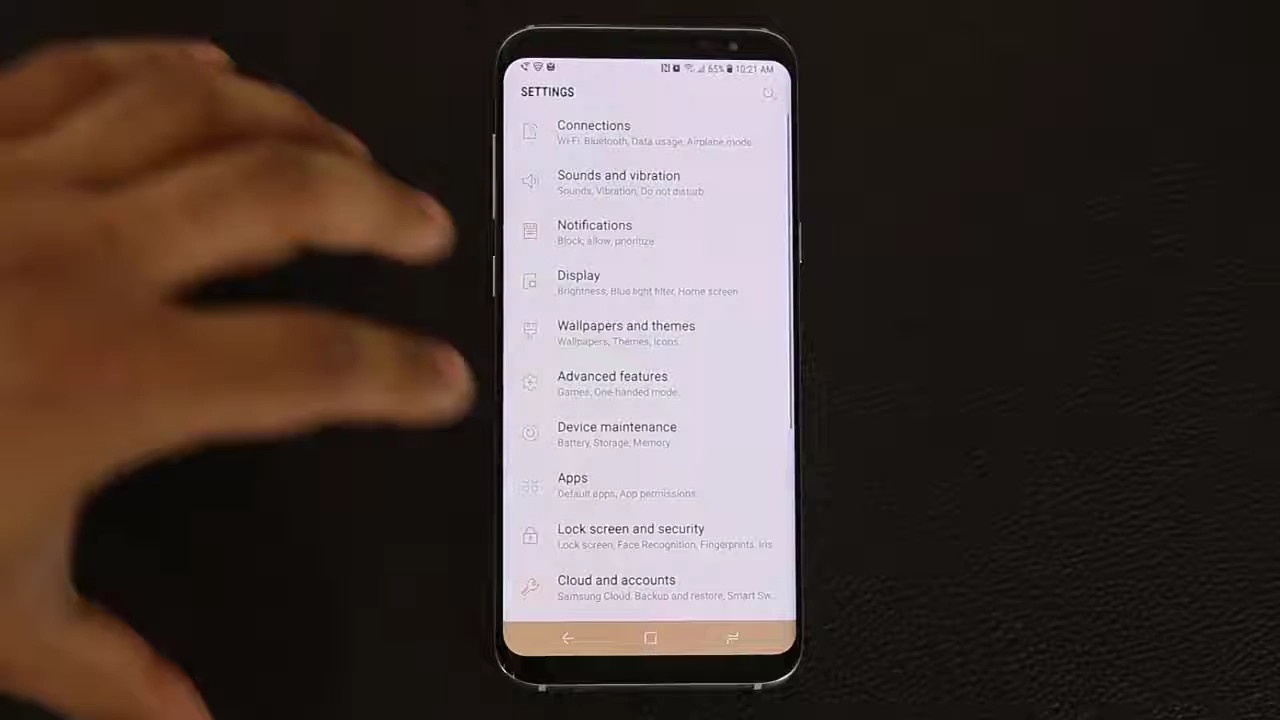 65% 10:21 AM
SETTINGS
Connections
Wi-Fi, Bluetooth, Data usage, Airplane mode
Sounds and vibration
Sounds, Vibration, Do not disturb
Notifications
Block, allow, prioritize
Display
Brightness, Blue light filter, Home screen
Wallpapers and themes
Wallpapers, Themes, Icons
Advanced features
Games, One-handed mode
Device maintenance
Battery, Storage, Memory
Apps
Default apps, App permissions
Lock screen and security
Lock screen, Face Recognition, Fingerprints, Iris
Cloud and accounts
Samsung Cloud, Backup and restore, Smart Sw...